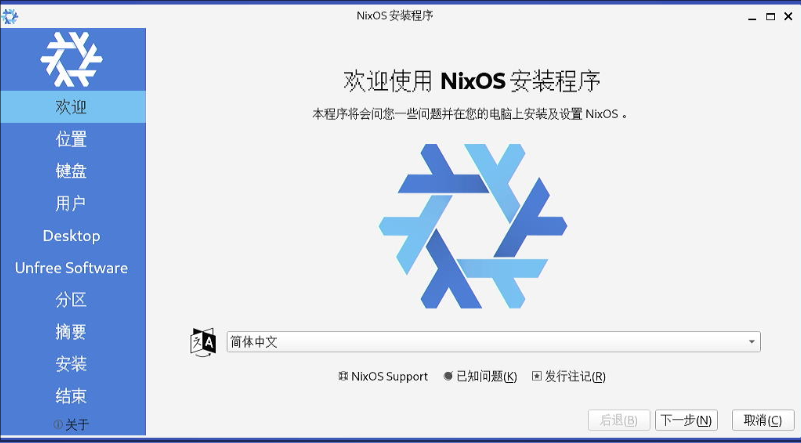 NixOS 安装程序
欢迎
位置
键盘
用户
Desktop
Unfree Software
分区
摘要
安装
结束
关于
欢迎使用 NixOS 安装程序
本程序将会问您一些问题并在您的电脑上安装及设置 NixOS 。
简体中文
NixOS Support 已知问题(K) 发行注记(R)
后退(B) 下一步(N) 取消(C)